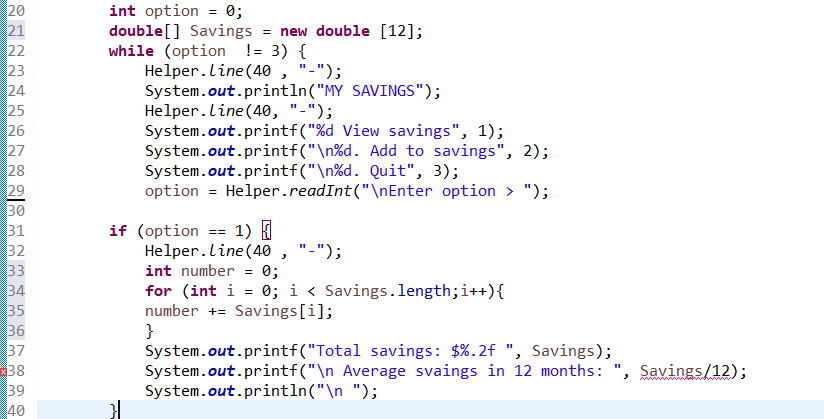 20 int option = 0;
21 double[] Savings = new double [12];
22 while (option  != 3) {
23 Helper.line(40 , "-");
24 System.out.println("MY SAVINGS");
25 Helper.line(40, "-");
26 System.out.printf("%d View savings", 1);
27 System.out.printf("\n%d. Add to savings", 2);
28 System.out.printf("\n%d. Quit", 3);
29 option = Helper.readInt("\nEnter option > ");
30
31 if (option == 1) {
32 Helper.line(40 , "-");
33 int number = 0;
34 for (int i = 0; i < Savings.length;i++){
35 number += Savings[i];
36 }
37 System.out.printf("Total savings: $%.2f ", Savings);
38 System.out.printf("\n Average svaings in 12 months: ", Savings/12);
39 System.out.println("\n ");
40 }